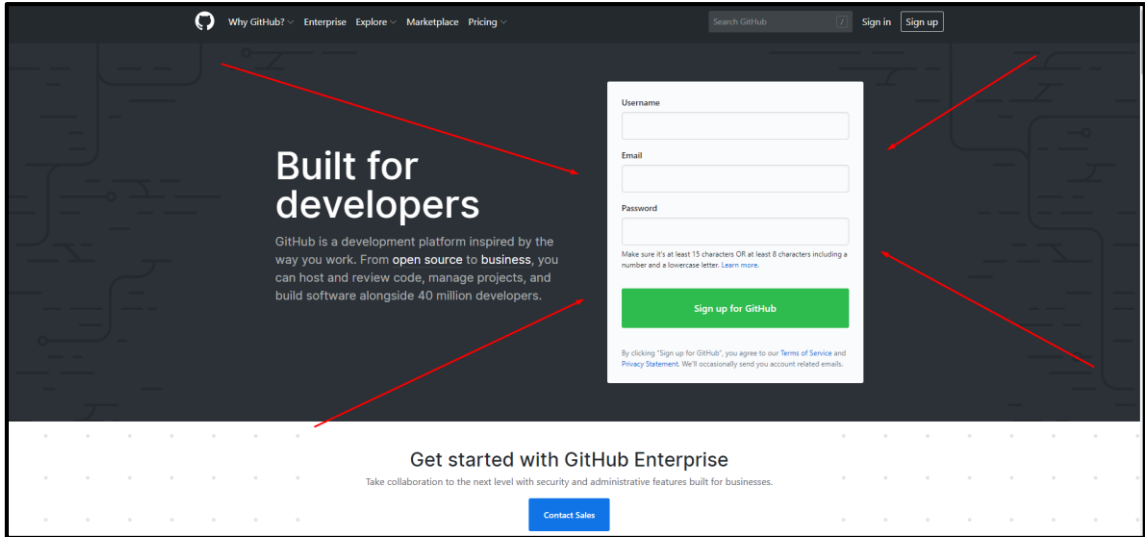 Why GitHub? Enterprise Explore Marketplace Pricing Search GitHub / Sign in Sign up
Built for
developers
GitHub is a development platform inspired by the
way you work. From open source to business, you
can host and review code, manage projects, and
build software alongside 40 million developers.
Username
Email
Password
Make sure it's at least 15 characters OR at least 8 characters including a
number and a lowercase letter. Learn more.
Sign up for GitHub
By clicking "Sign up for GitHub", you agree to our Terms of Service and
Privacy Statement. We'll occasionally send you account related emails.
Get started with GitHub Enterprise
Take collaboration to the next level with security and administrative features built for businesses.
Contact Sales